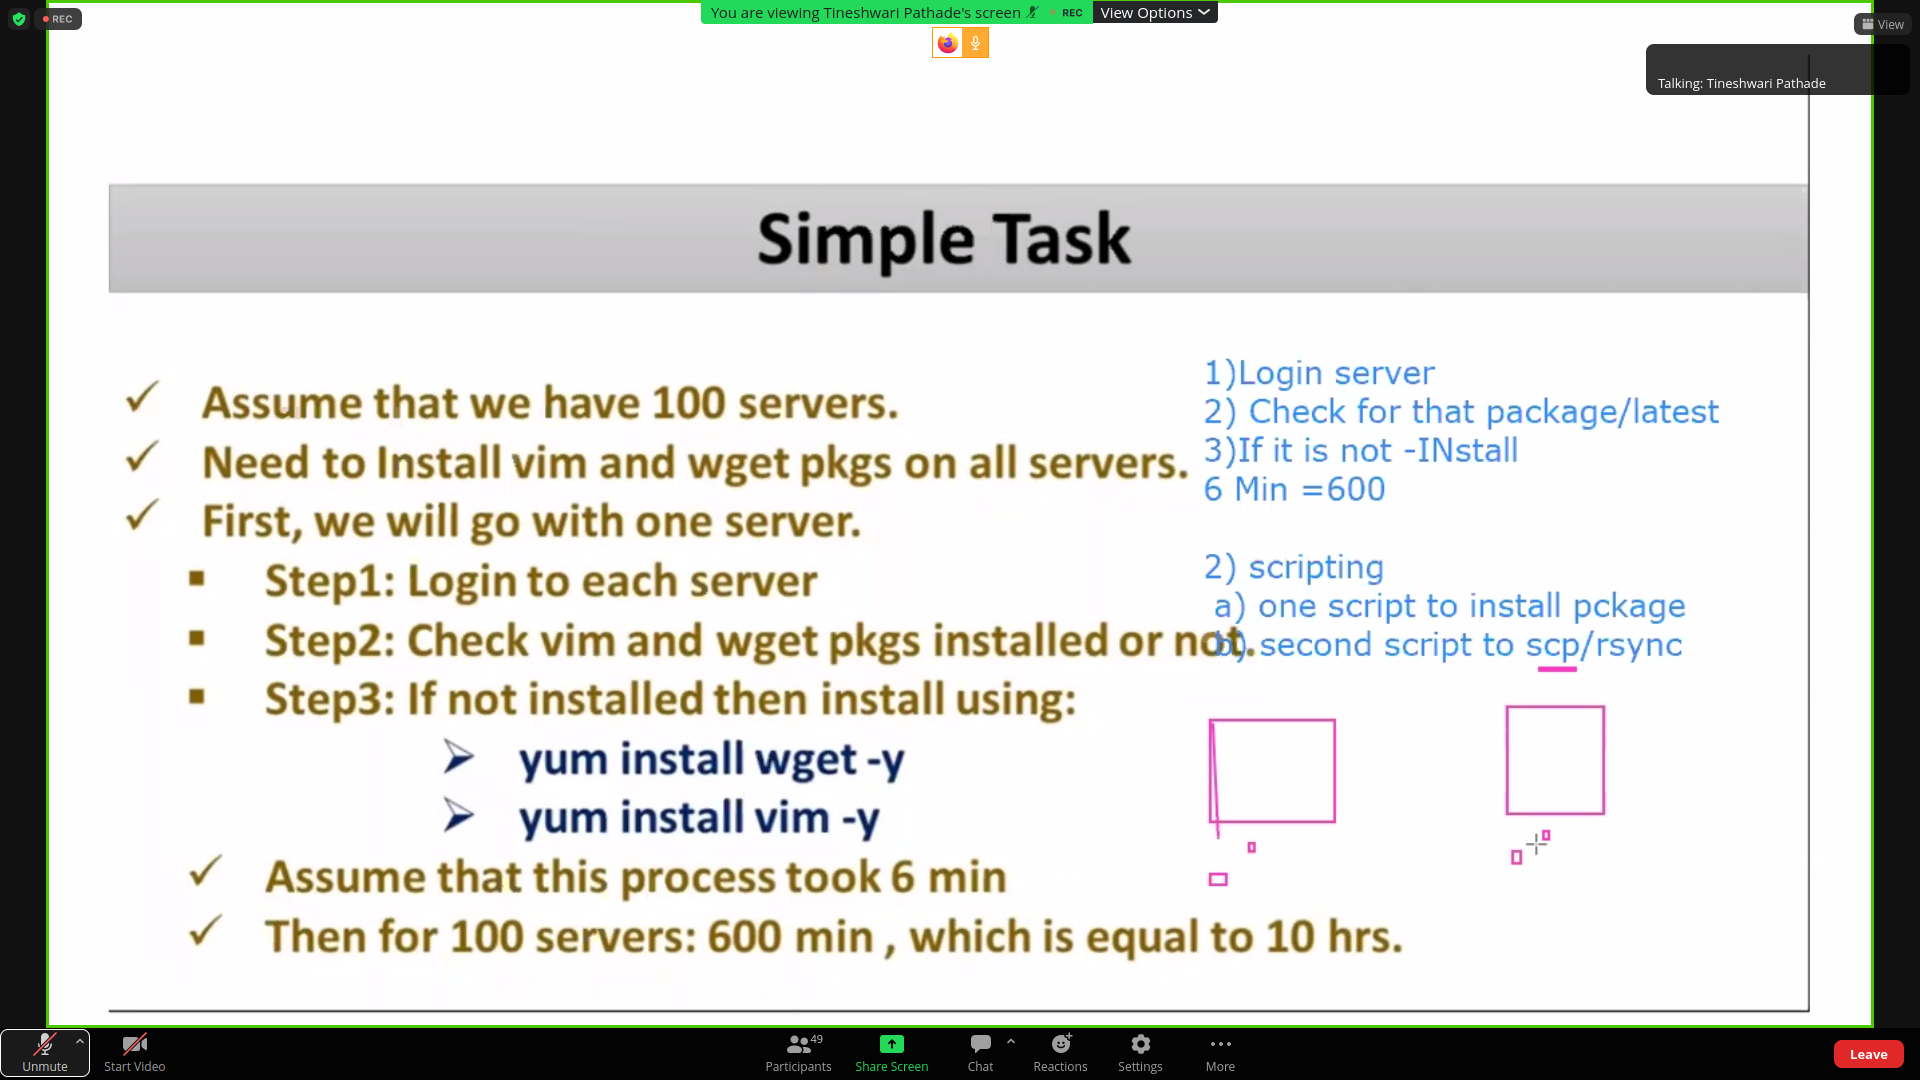 REC
You are viewing Tineshwari Pathade's screen REC View Options
View
Talking: Tineshwari Pathade
Simple Task
Assume that we have 100 servers.
Need to Install vim and wget pkgs on all servers.
First, we will go with one server.
Step1: Login to each server
Step2: Check vim and wget pkgs installed or not.
Step3: If not installed then install using:
yum install wget -y
yum install vim -y
Assume that this process took 6 min
Then for 100 servers: 600 min , which is equal to 10 hrs.
1)Login server
2) Check for that package/latest
3)If it is not -INstall
6 Min =600
2) scripting
a) one script to install pckage
b) second script to scp/rsync
Unmute
Start Video
49
Participants
Share Screen
Chat
Reactions
Settings
More
Leave